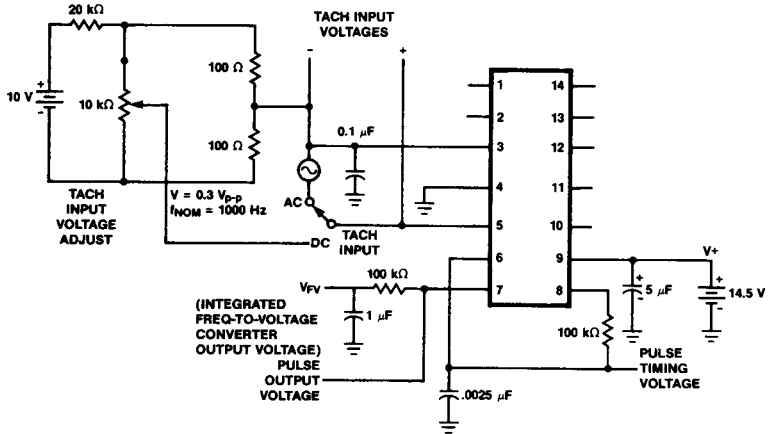 20 kΩ
TACH INPUT
VOLTAGES
-
+
100 Ω
+
10 V
-
10 kΩ
100 Ω
0.1 µF
1
14
2
13
3
12
4
11
5
10
6
9
7
8
TACH
INPUT
VOLTAGE
ADJUST
V = 0.3 Vp-p
fNOM = 1000 Hz
AC
DC
TACH
INPUT
V+
+
5 µF
-
+
14.5 V
-
VFV
100 kΩ
1 µF
(INTEGRATED
FREQ-TO-VOLTAGE
CONVERTER
OUTPUT VOLTAGE)
PULSE
OUTPUT
VOLTAGE
100 kΩ
PULSE
TIMING
VOLTAGE
.0025 µF